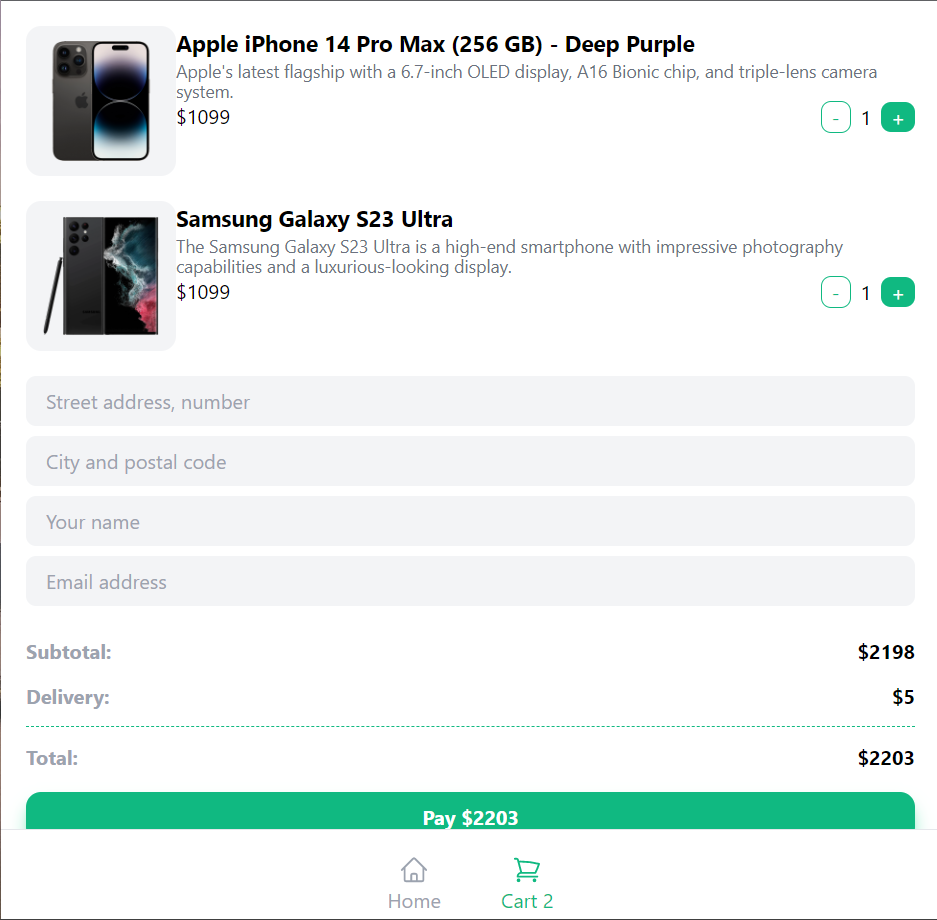 Apple iPhone 14 Pro Max (256 GB) - Deep Purple
Apple's latest flagship with a 6.7-inch OLED display, A16 Bionic chip, and triple-lens camera
system.
$1099
- 1 +
Samsung Galaxy S23 Ultra
The Samsung Galaxy S23 Ultra is a high-end smartphone with impressive photography
capabilities and a luxurious-looking display.
$1099
- 1 +
Street address, number
City and postal code
Your name
Email address
Subtotal: $2198
Delivery: $5
Total: $2203
Pay $2203
Home Cart 2